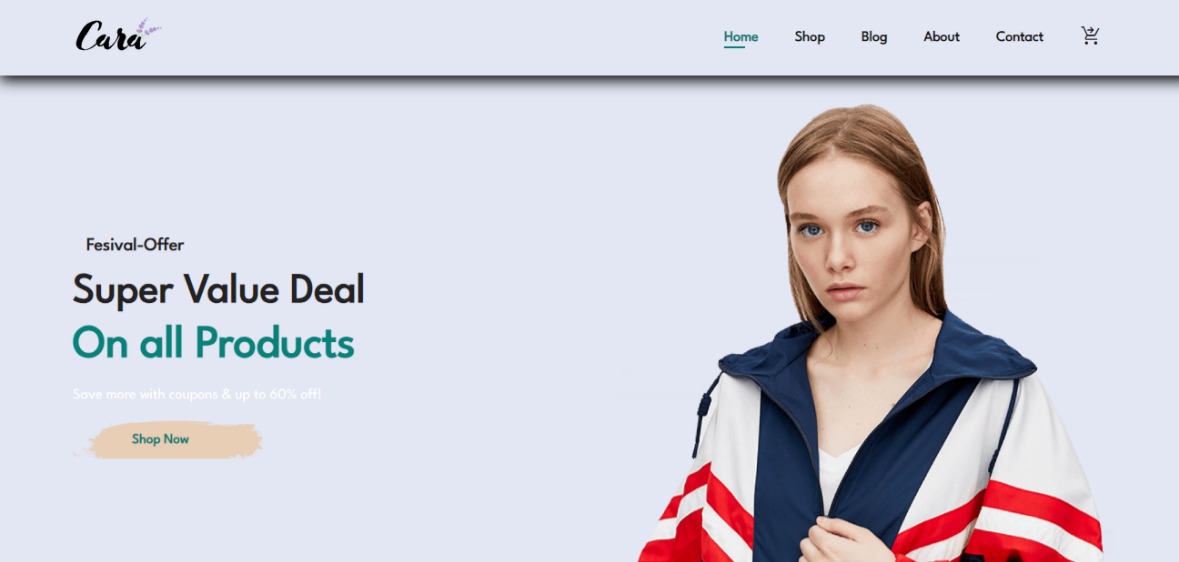 Cara
Home Shop Blog About Contact
Fesival-Offer
Super Value Deal
On all Products
Save more with coupons & up to 60% off!
Shop Now